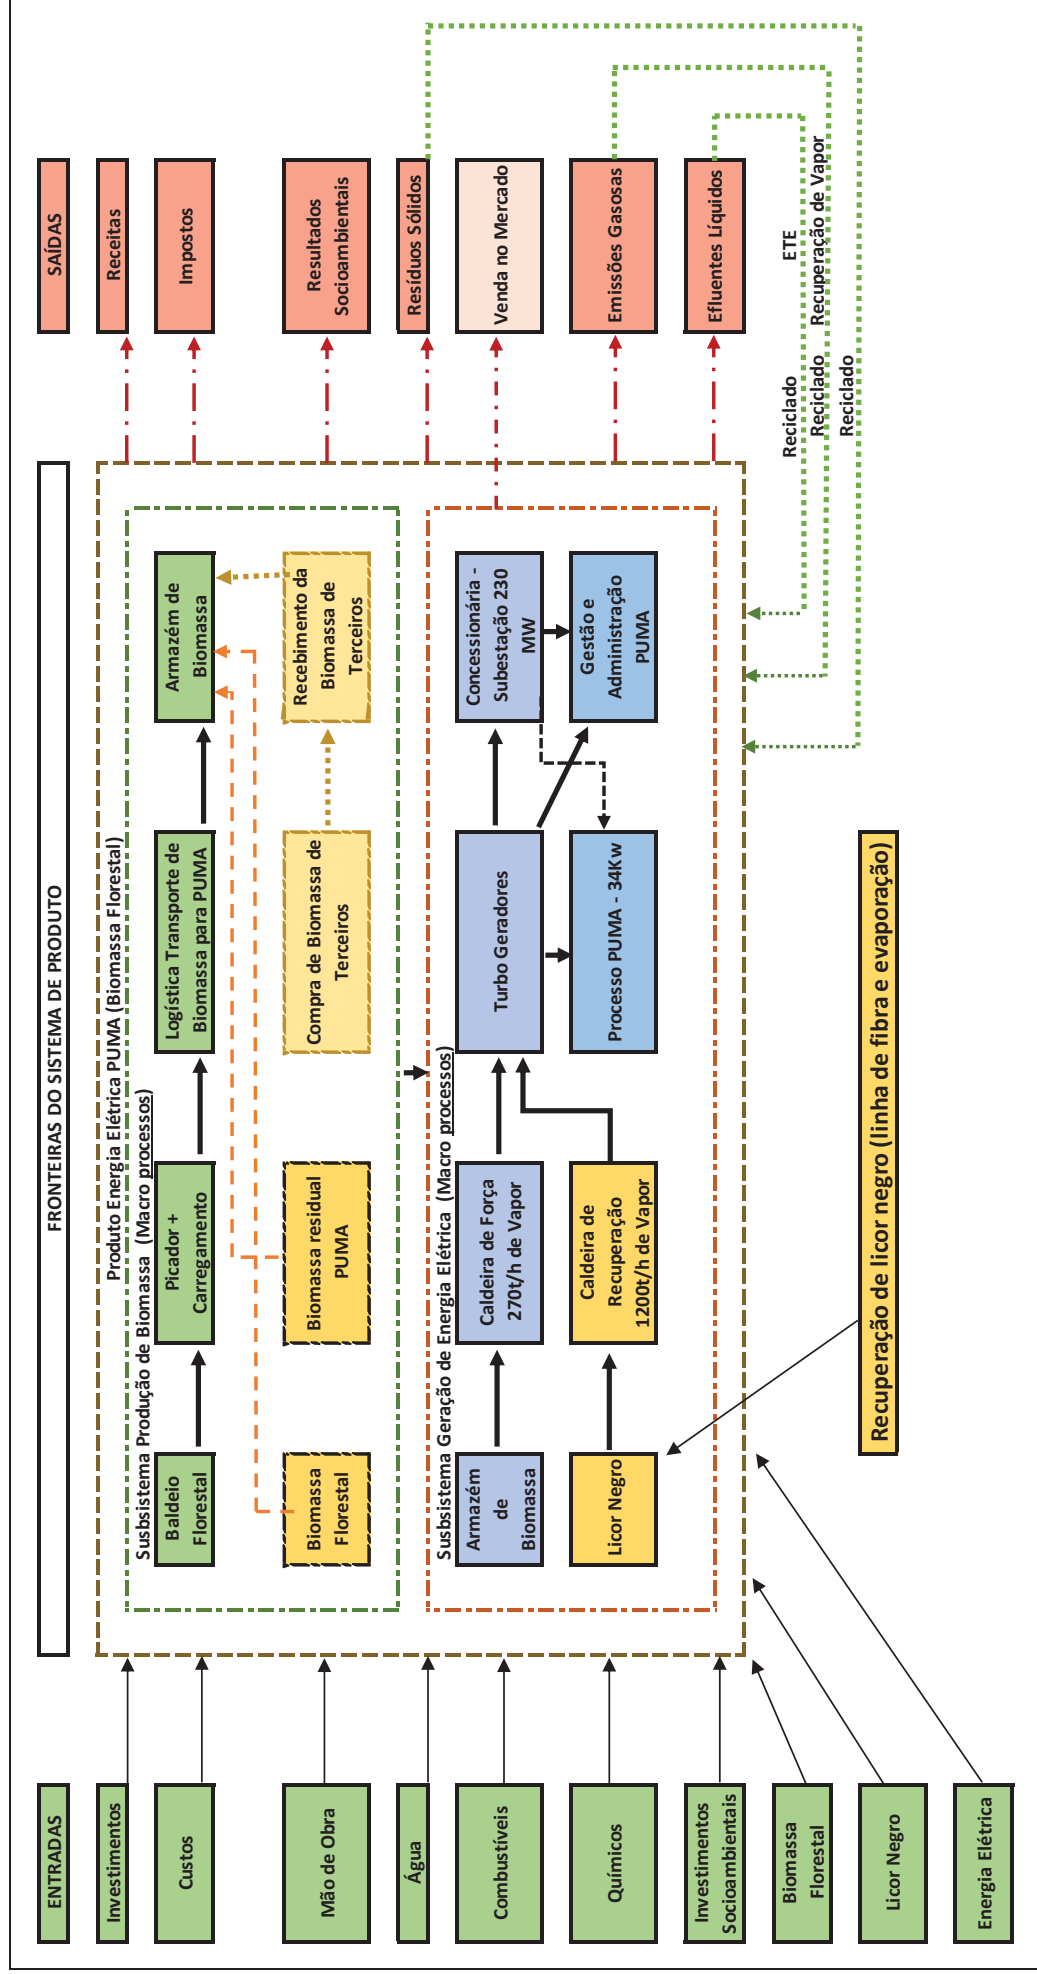 ENTRADAS
FRONTEIRAS DO SISTEMA DE PRODUTO
SAÍDAS
Investimentos
Custos
Mão de Obra
Água
Combustíveis
Químicos
Investimentos
Socioambientais
Biomassa
Florestal
Licor Negro
Energia Elétrica
Produto Energia Elétrica PUMA (Biomassa Florestal)
Susbsistema Produção de Biomassa (Macro processos)
Baldeio
Florestal
Picador +
Carregamento
Logística Transporte de
Biomassa para PUMA
Armazém de
Biomassa
Biomassa
Florestal
Biomassa residual
PUMA
Compra de Biomassa de
Terceiros
Recebimento da
Biomassa de
Terceiros
Susbsistema Geração de Energia Elétrica (Macro processos)
Armazém
de
Biomassa
Caldeira de Força
270t/h de Vapor
Turbo Geradores
Concessionária -
Subestação 230
MW
Licor Negro
Caldeira de
Recuperação
1200t/h de Vapor
Processo PUMA - 34Kw
Gestão e
Administração
PUMA
Recuperação de licor negro (linha de fibra e evaporação)
Receitas
Impostos
Resultados
Socioambientais
Resíduos Sólidos
Venda no Mercado
Emissões Gasosas
Efluentes Líquidos
Reciclado
ETE
Reciclado
Recuperação de Vapor
Reciclado